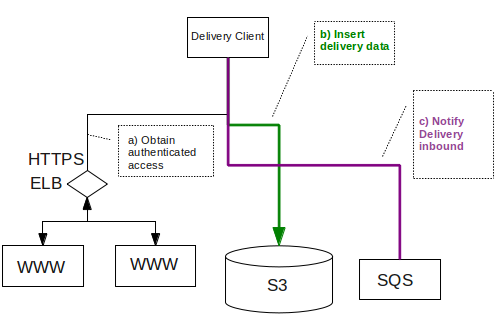 Delivery Client
b) Insert
delivery data
c) Notify
Delivery
inbound
a) Obtain
authenticated
access
HTTPS
ELB
WWW
WWW
S3
SQS